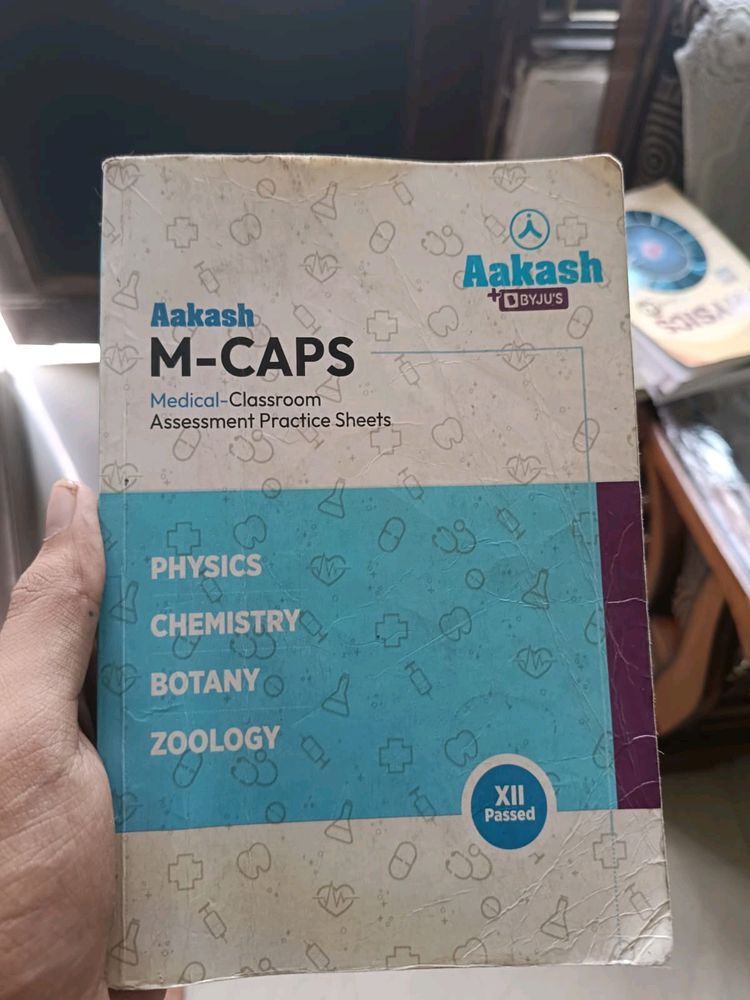 Aakash
+ BYJU'S
Aakash
M-CAPS
Medical-Classroom
Assessment Practice Sheets
PHYSICS
CHEMISTRY
BOTANY
ZOOLOGY
XII
Passed